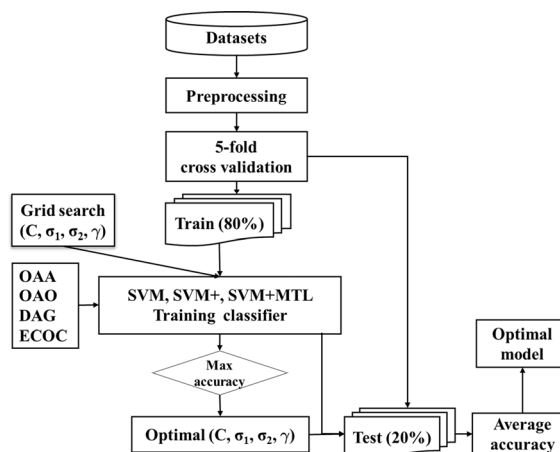 Datasets
Preprocessing
5-fold
cross validation
Grid search
(C, σ₁, σ₂, γ)
Train (80%)
OAA
OAO
DAG
ECOC
SVM, SVM+, SVM+MTL
Training classifier
Optimal
model
Max
accuracy
Optimal (C, σ₁, σ₂, γ)
Test (20%)
Average
accuracy